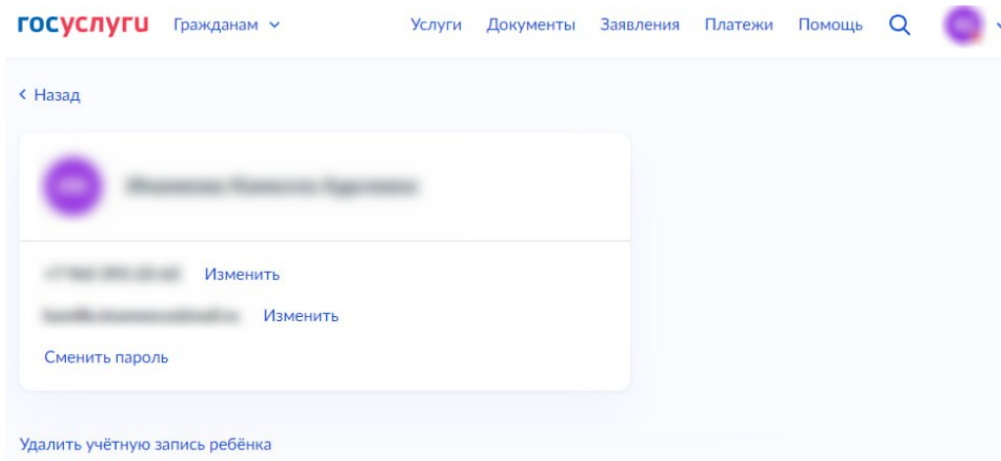 госуслуги Гражданам Услуги Документы Заявления Платежи Помощь
Назад
Изменить
Изменить
Сменить пароль
Удалить учётную запись ребёнка